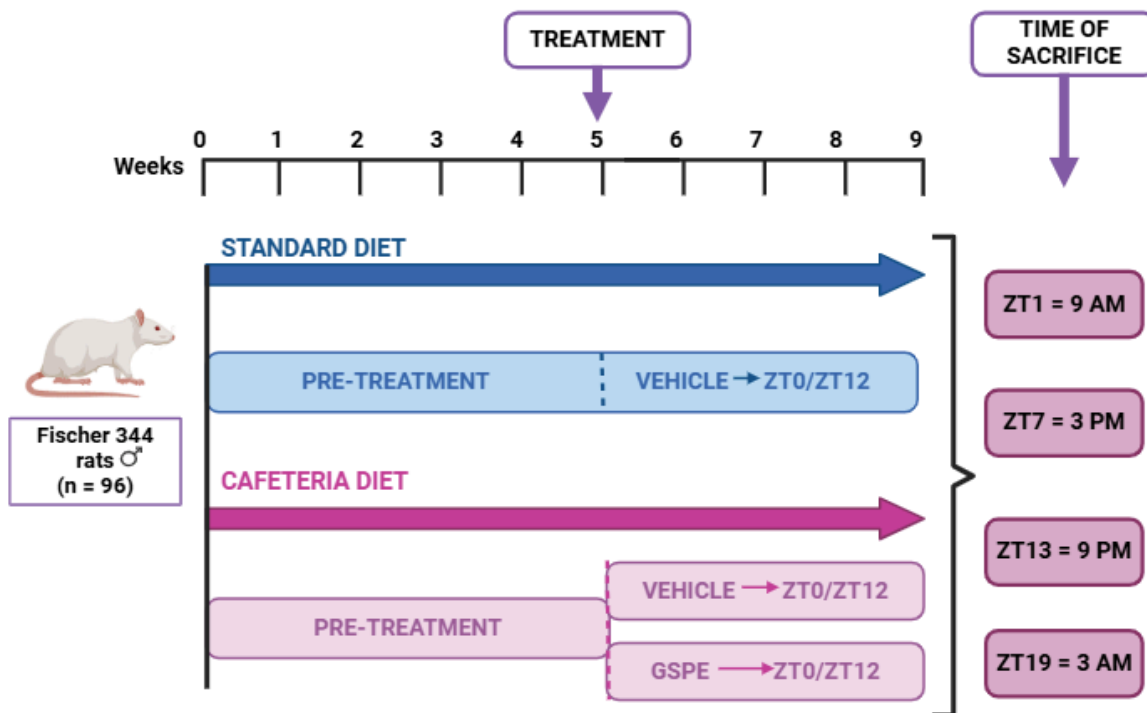 TREATMENT
TIME OF
SACRIFICE
0 1 2 3 4 5 6 7 8 9
Weeks
STANDARD DIET
PRE-TREATMENT
VEHICLE → ZT0/ZT12
Fischer 344
rats ♂
(n = 96)
CAFETERIA DIET
PRE-TREATMENT
VEHICLE → ZT0/ZT12
GSPE → ZT0/ZT12
ZT1 = 9 AM
ZT7 = 3 PM
ZT13 = 9 PM
ZT19 = 3 AM